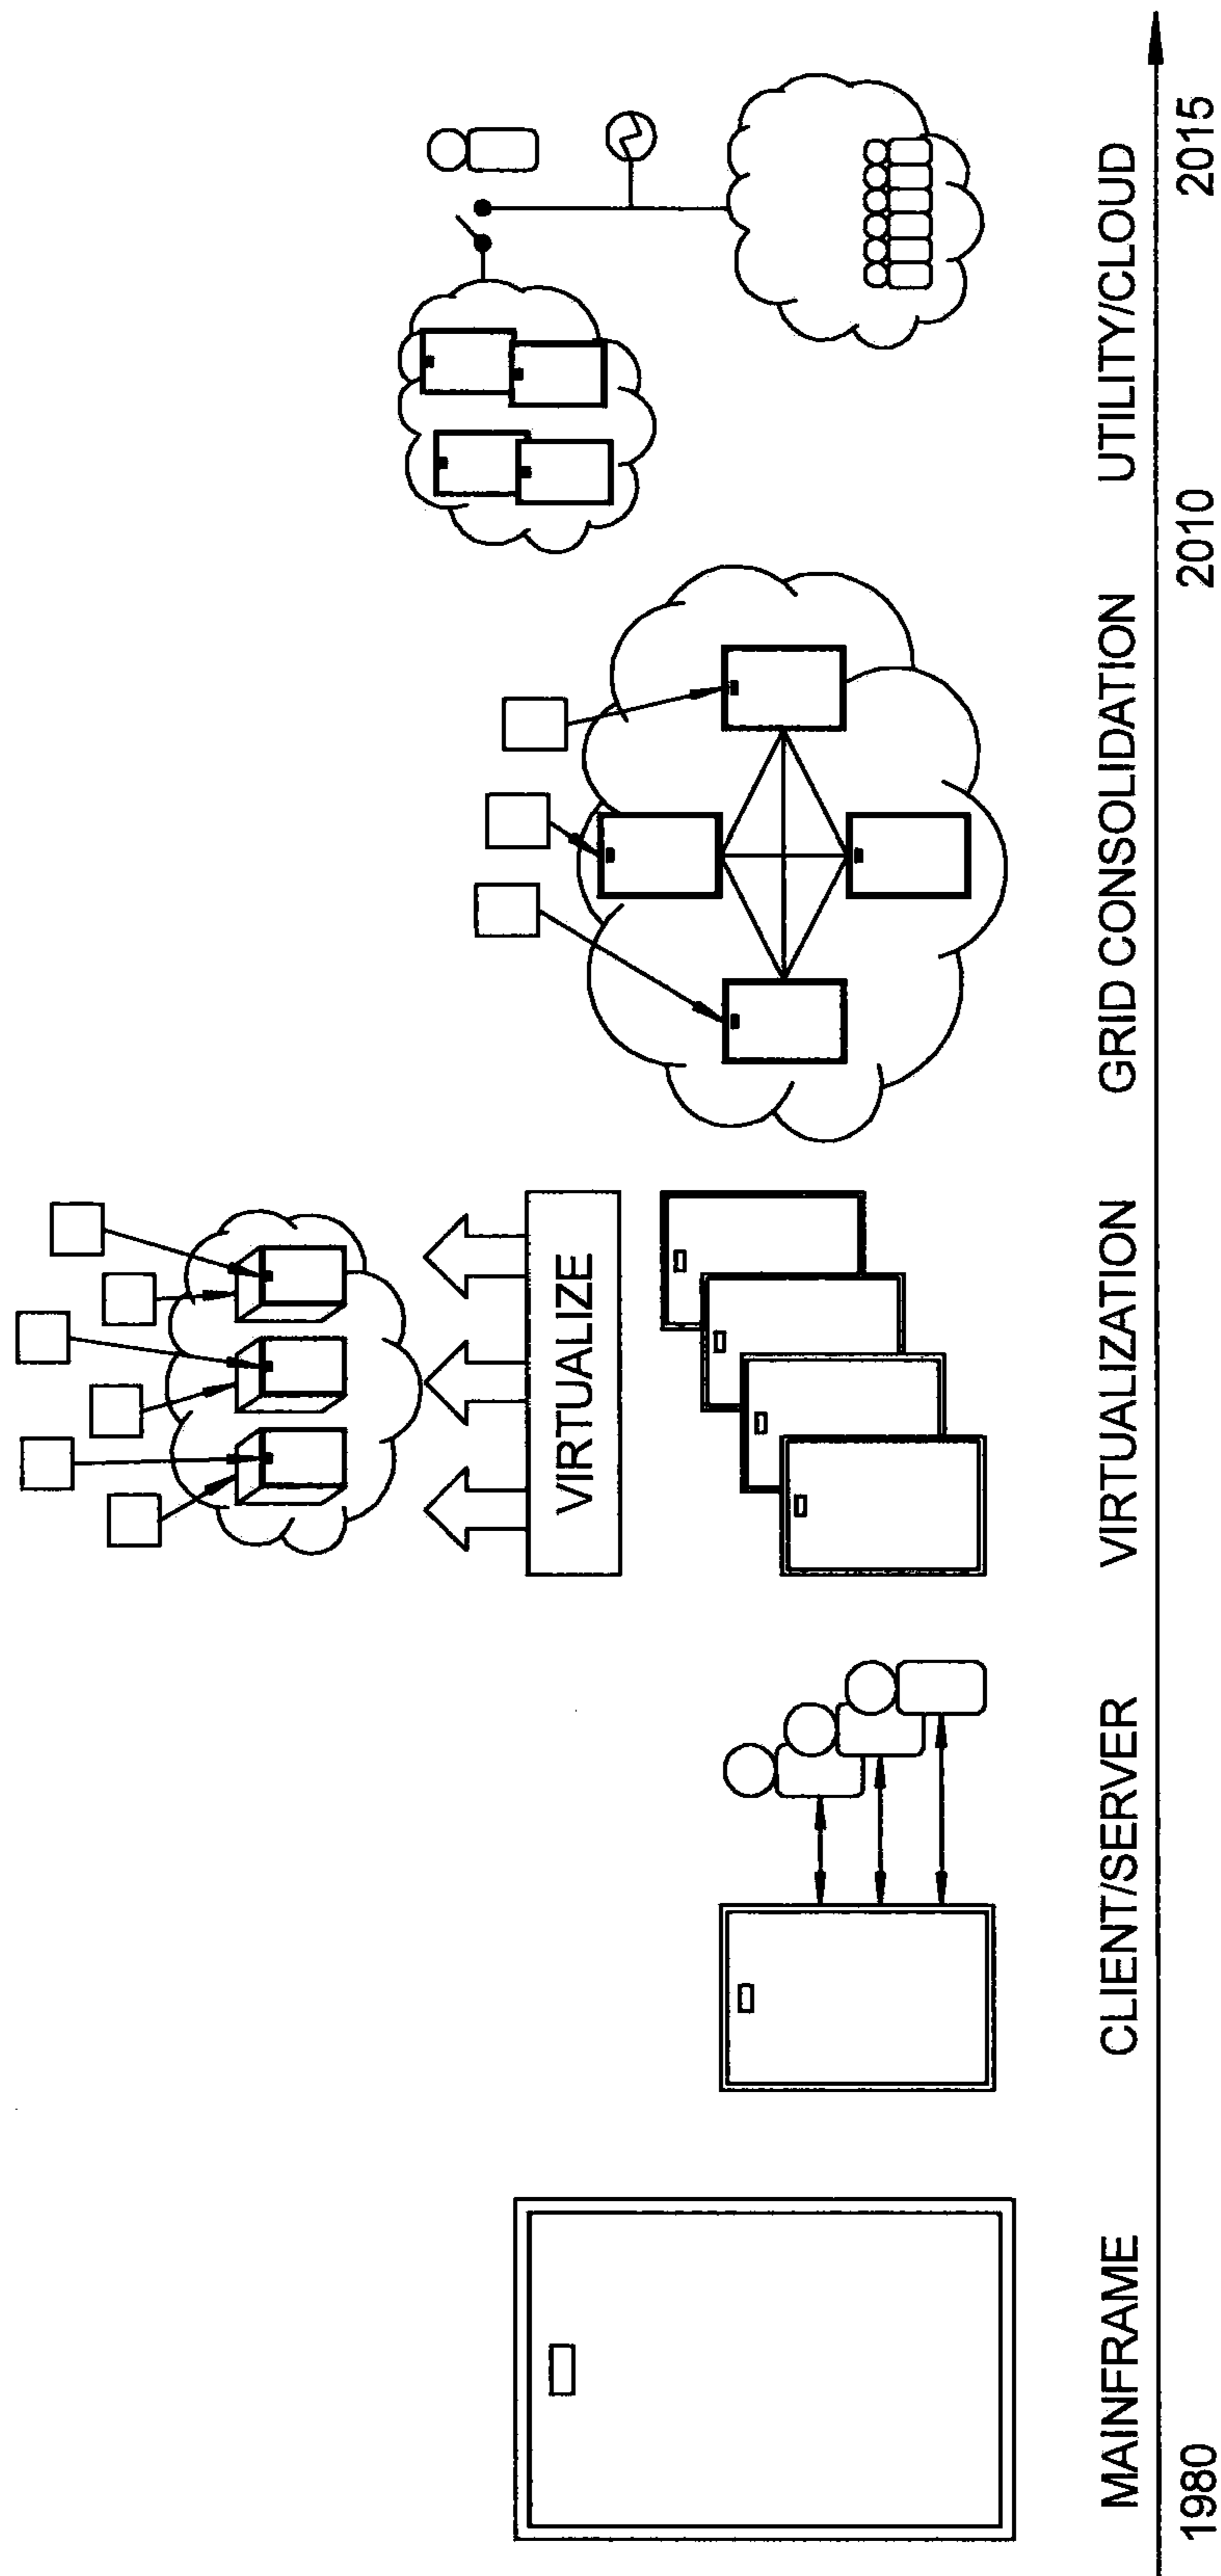 VIRTUALIZE
MAINFRAME
CLIENT/SERVER
VIRTUALIZATION
GRID CONSOLIDATION
UTILITY/CLOUD
1980
2010
2015